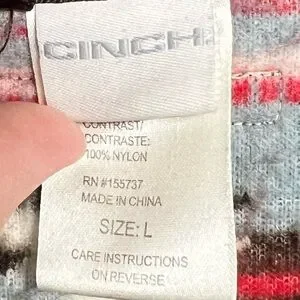 CINCH
CONTRAST/
CONTRASTE:
100% NYLON
RN #155737
MADE IN CHINA
SIZE: L
CARE INSTRUCTIONS
ON REVERSE